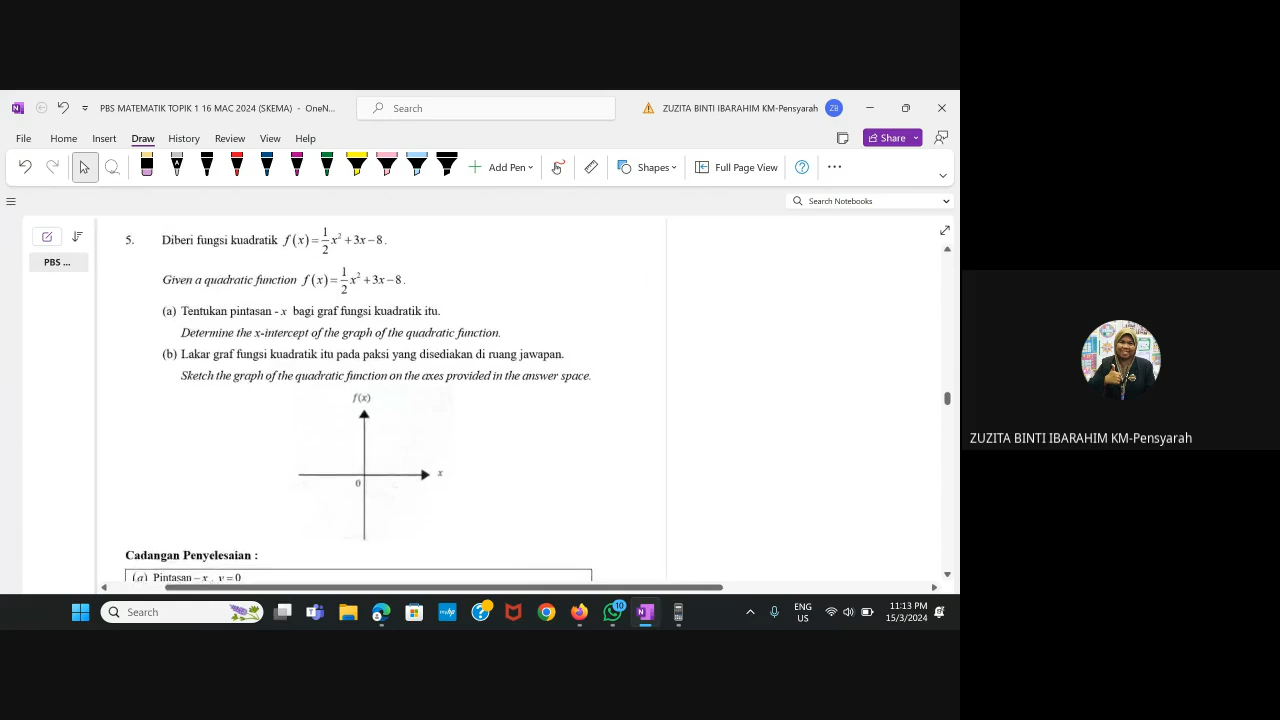 PBS MATEMATIK TOPIK 1 16 MAC 2024 (SKEMA) - OneN...
Search
ZUZITA BINTI IBARAHIM KM-Pensyarah
ZB
File Home Insert Draw History Review View Help
Share
A
Add Pen
Shapes
Full Page View
Search Notebooks
PBS ...
5. Diberi fungsi kuadratik f(x) = 1/2 x² + 3x − 8.
Given a quadratic function f(x) = 1/2 x² + 3x − 8.
(a) Tentukan pintasan - x bagi graf fungsi kuadratik itu.
Determine the x-intercept of the graph of the quadratic function.
(b) Lakar graf fungsi kuadratik itu pada paksi yang disediakan di ruang jawapan.
Sketch the graph of the quadratic function on the axes provided in the answer space.
f(x)
x
0
Cadangan Penyelesaian :
(a) Pintasan – x , y = 0
ZUZITA BINTI IBARAHIM KM-Pensyarah
Search
10
ENG
US
11:13 PM
15/3/2024